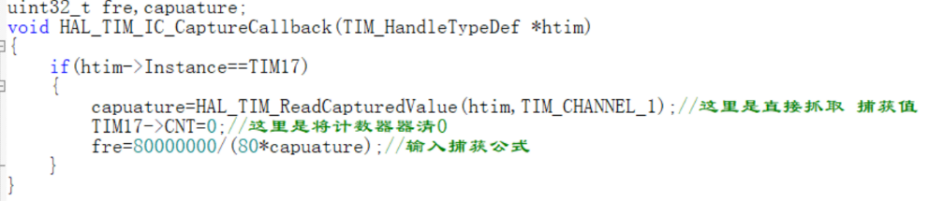 uint32_t fre,capuature;
void HAL_TIM_IC_CaptureCallback(TIM_HandleTypeDef *htim)
{
if(htim->Instance==TIM17)
{
capuature=HAL_TIM_ReadCapturedValue(htim,TIM_CHANNEL_1);//这里是直接抓取 捕获值
TIM17->CNT=0;//这里是将计数器器清0
fre=80000000/(80*capuature);//输入捕获公式
}
}